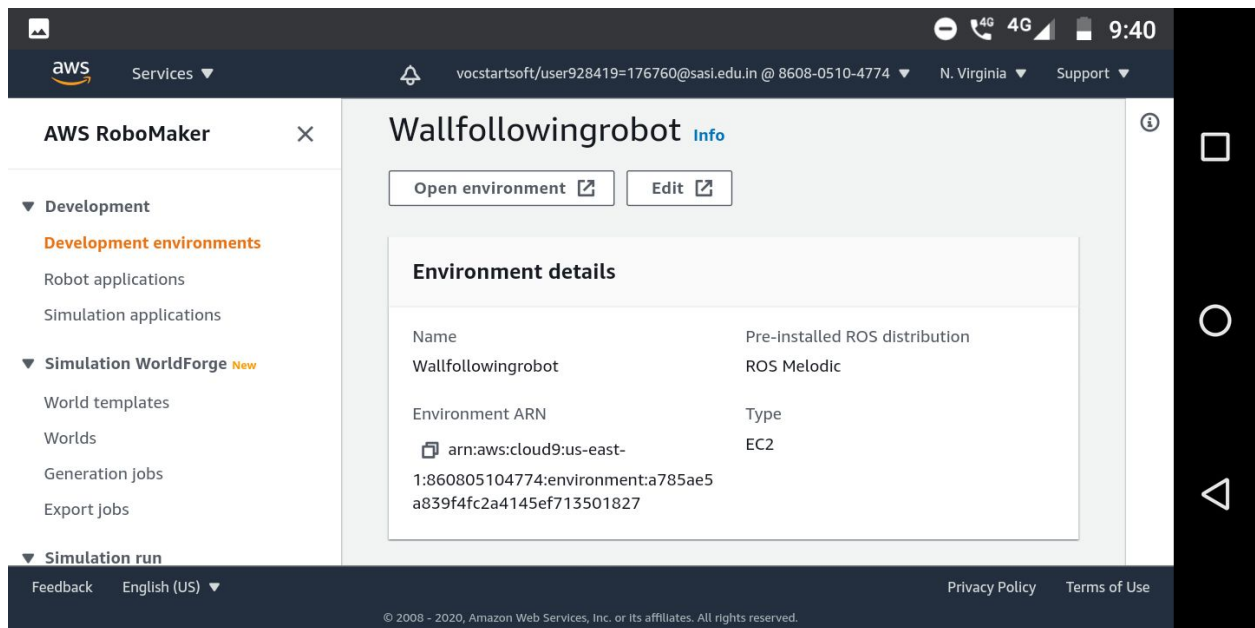 4G 4G 9:40
aws Services ▼ vocstartsoft/user928419=176760@sasi.edu.in @ 8608-0510-4774 ▼ N. Virginia ▼ Support ▼
AWS RoboMaker
Development
Development environments
Robot applications
Simulation applications
Simulation WorldForge New
World templates
Worlds
Generation jobs
Export jobs
Simulation run
Wallfollowingrobot Info
Open environment Edit
Environment details
Name
Wallfollowingrobot
Pre-installed ROS distribution
ROS Melodic
Environment ARN
arn:aws:cloud9:us-east-
1:860805104774:environment:a785ae5
a839f4fc2a4145ef713501827
Type
EC2
Feedback English (US) ▼ Privacy Policy Terms of Use
© 2008 - 2020, Amazon Web Services, Inc. or its affiliates. All rights reserved.